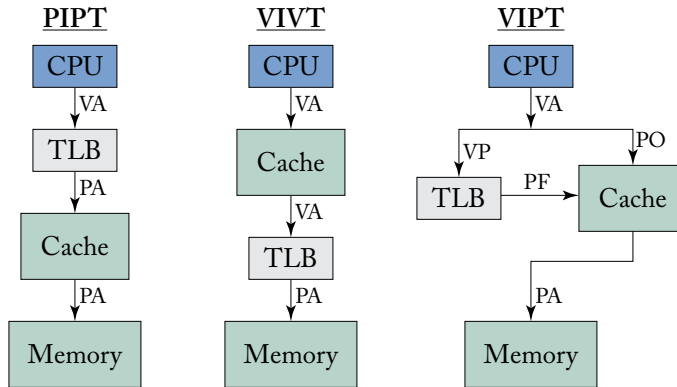 PIPT
CPU
VA
TLB
PA
Cache
PA
Memory
VIVT
CPU
VA
Cache
VA
TLB
PA
Memory
VIPT
CPU
VA
VP
PO
TLB
PF
Cache
PA
Memory